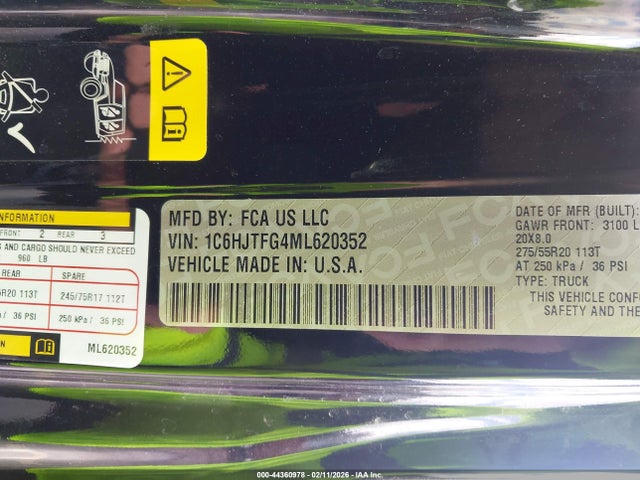 INFORMATION
FRONT 2 REAR 3
S AND CARGO SHOULD NEVER EXCEED
960 LB
SPARE
R20 113T 245/75R17 112T
/ 36 PSI 250 kPa / 36 PSI
ML620352
MFD BY: FCA US LLC
VIN: 1C6HJTFG4ML620352
VEHICLE MADE IN: U.S.A.
DATE OF MFR (BUILT):
GAWR FRONT: 3100 L
20X8.0
275/55R20 113T
AT 250 kPa / 36 PSI
TYPE: TRUCK
THIS VEHICLE CONF
SAFETY AND THE
000-44360978 - 02/11/2026 - IAA Inc.